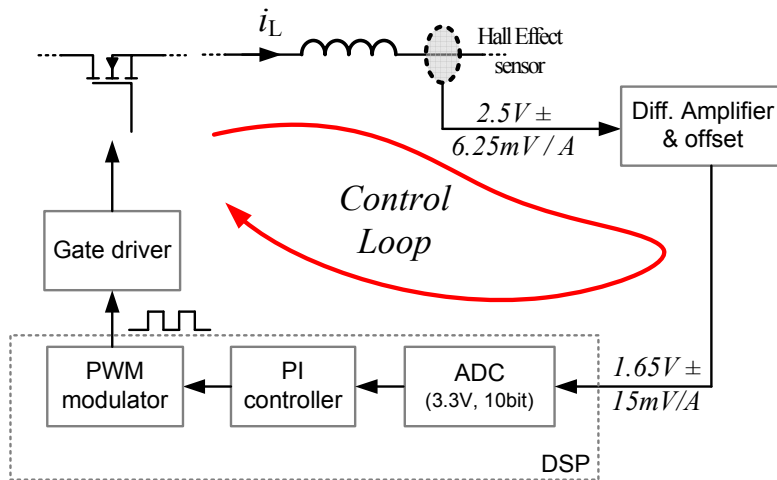 iL
Hall Effect
sensor
2.5V ±
6.25mV / A
Diff. Amplifier
& offset
Control
Loop
Gate driver
PWM
modulator
PI
controller
ADC
(3.3V, 10bit)
1.65V ±
15mV/A
DSP